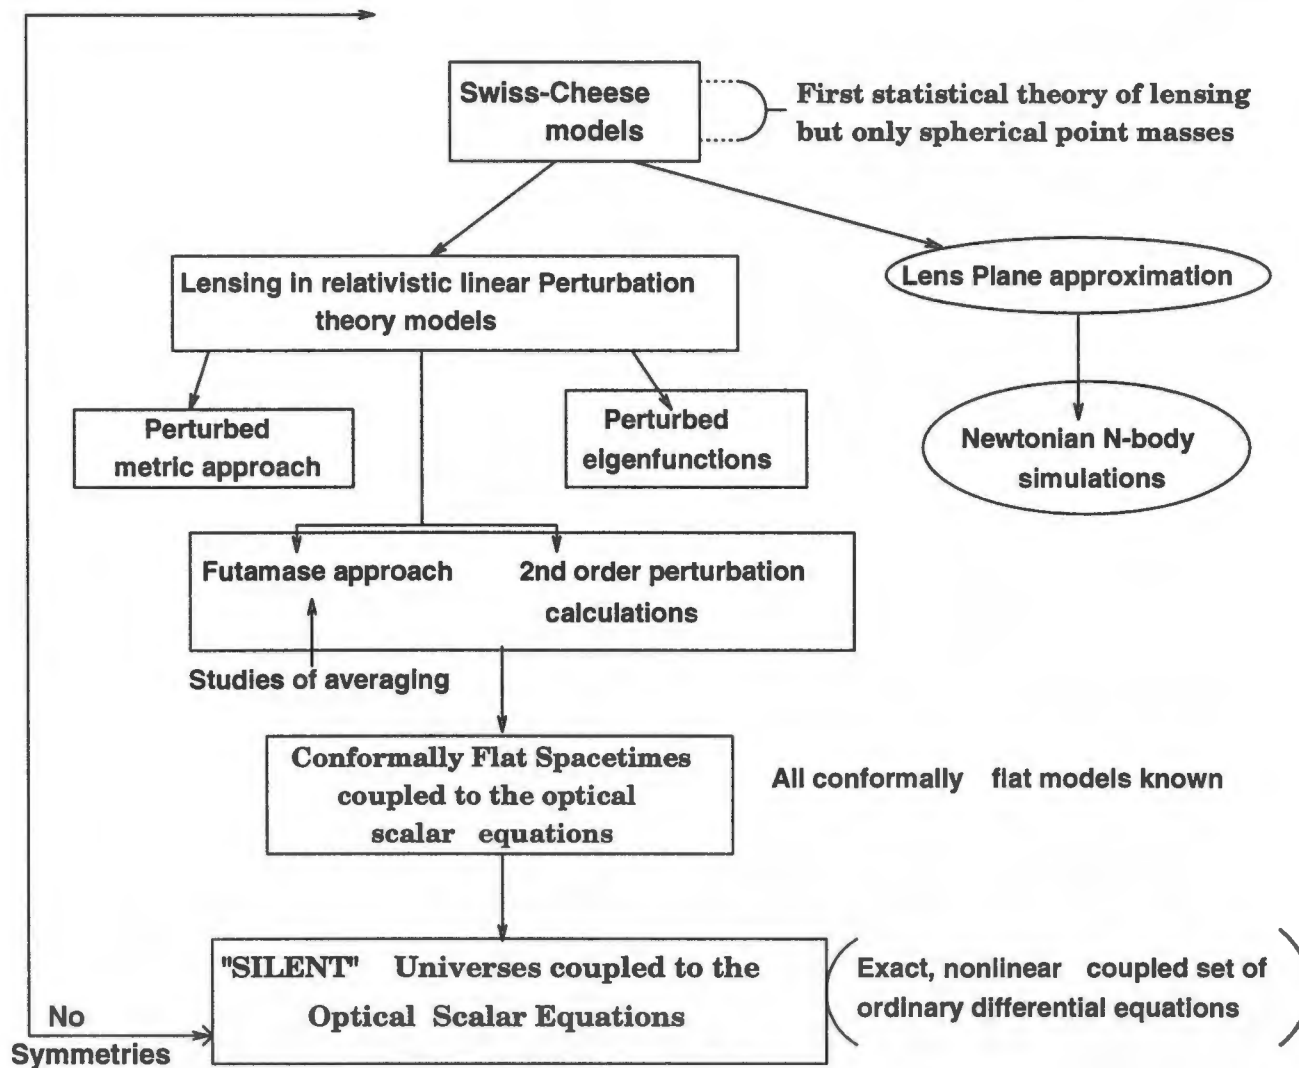 Swiss-Cheese
models
First statistical theory of lensing
but only spherical point masses
Lensing in relativistic linear Perturbation
theory models
Lens Plane approximation
Perturbed
metric approach
Perturbed
eigenfunctions
Newtonian N-body
simulations
Futamase approach
2nd order perturbation
calculations
Studies of averaging
Conformally Flat Spacetimes
coupled to the optical
scalar equations
All conformally flat models known
"SILENT" Universes coupled to the
Optical Scalar Equations
Exact, nonlinear coupled set of
ordinary differential equations
No
Symmetries